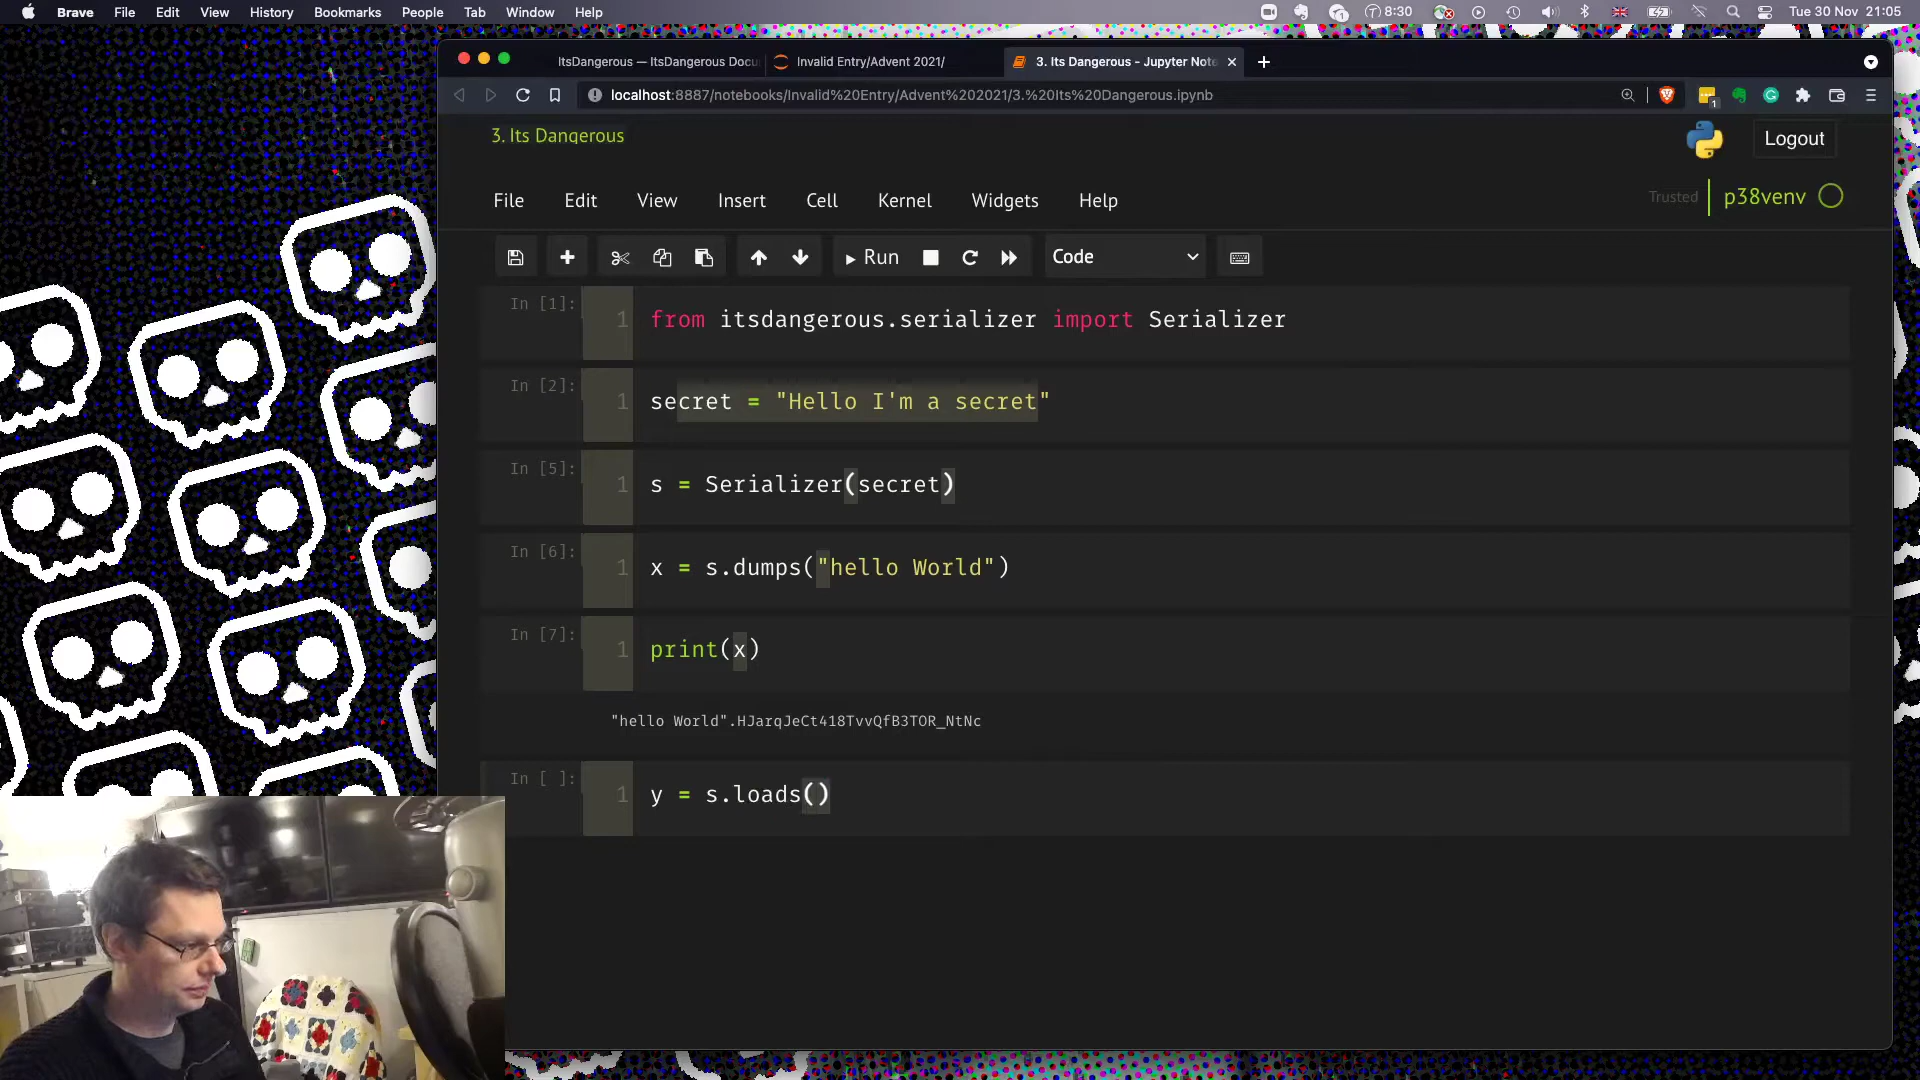 Brave File Edit View History Bookmarks People Tab Window Help
1 8:30 Tue 30 Nov 21:05
ItsDangerous — ItsDangerous Docu
Invalid Entry/Advent 2021/
3. Its Dangerous - Jupyter Note
localhost:8887/notebooks/Invalid%20Entry/Advent%202021/3.%20Its%20Dangerous.ipynb
1
3. Its Dangerous
Logout
File Edit View Insert Cell Kernel Widgets Help
Trusted p38venv
Run Code
In [1]: 1 from itsdangerous.serializer import Serializer
In [2]: 1 secret = "Hello I'm a secret"
In [5]: 1 s = Serializer(secret)
In [6]: 1 x = s.dumps("hello World")
In [7]: 1 print(x)
"hello World".HJarqJeCt418TvvQfB3TOR_NtNc
In [ ]: 1 y = s.loads()